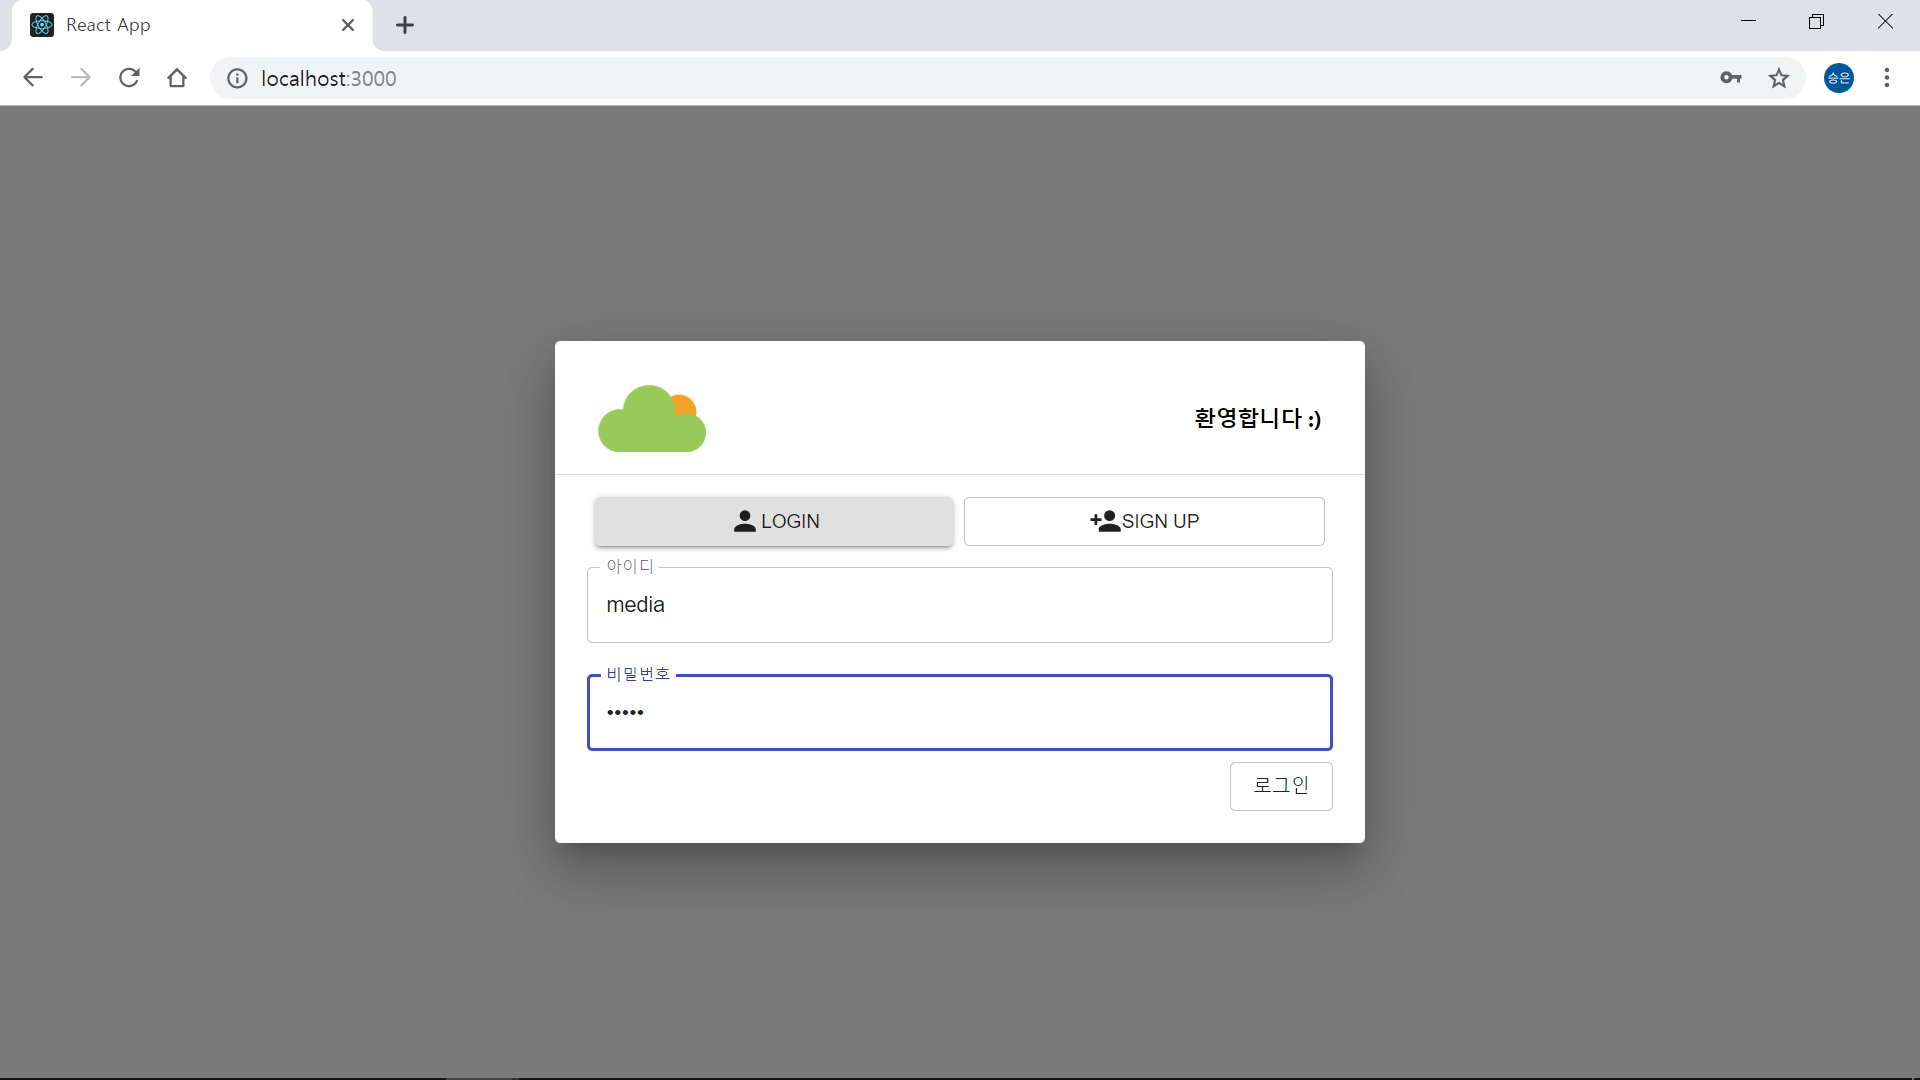 React App
localhost:3000
승은
환영합니다 :)
LOGIN
SIGN UP
아이디
media
비밀번호
•••••
로그인